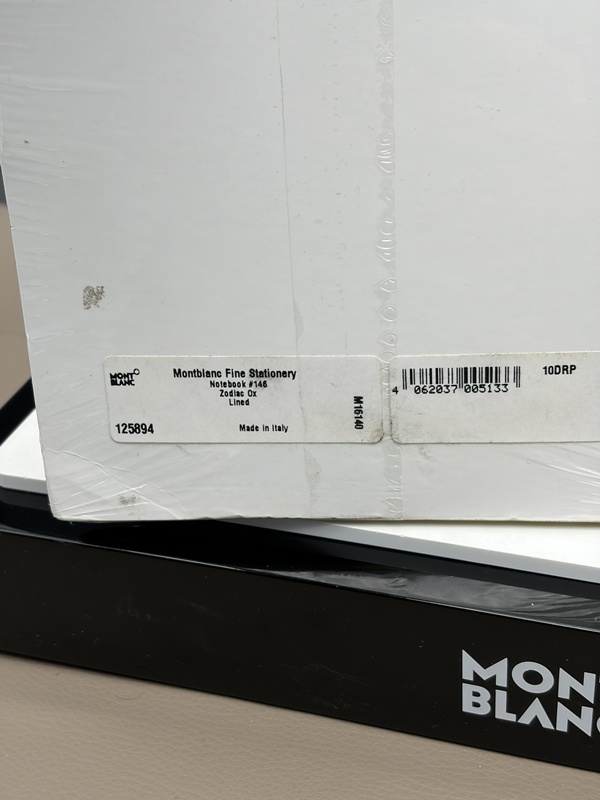 MONT
BLANC
Montblanc Fine Stationery
Notebook #146
Zodiac Ox
Lined
125894
Made in Italy
M16140
4 062037 005133
10DRP
MONT
BLANC